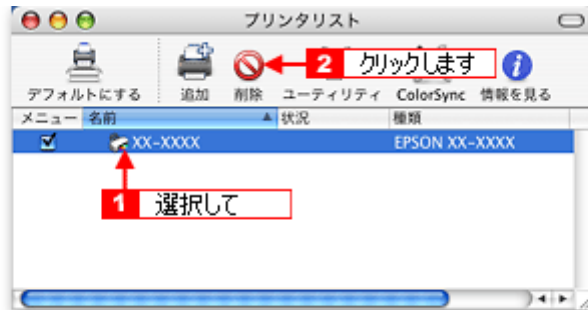 プリンタリスト
2 クリックします
デフォルトにする 追加 削除 ユーティリティ ColorSync 情報を見る
メニュー 名前 状況 種類
XX-XXXX EPSON XX-XXXX
1 選択して